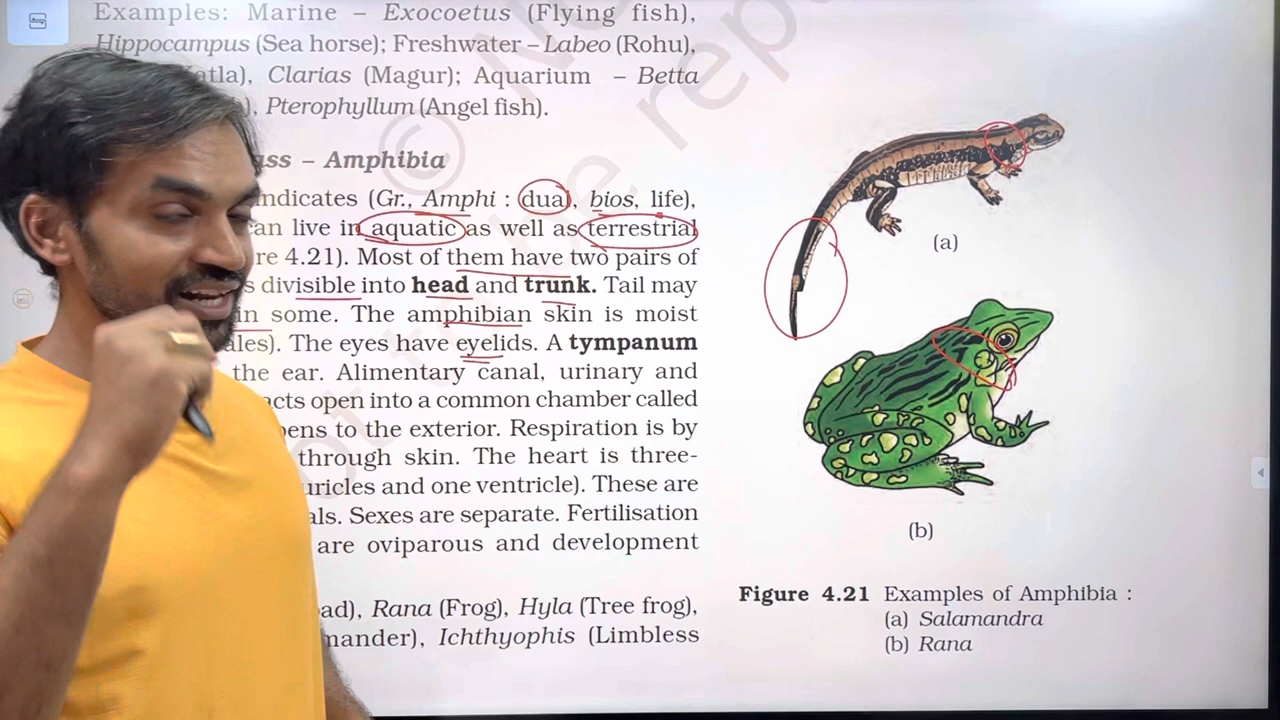 Examples: Marine – Exocoetus (Flying fish),
Hippocampus (Sea horse); Freshwater – Labeo (Rohu),
atla), Clarias (Magur); Aquarium – Betta
), Pterophyllum (Angel fish).
ass – Amphibia
ndicates (Gr., Amphi : dual, bios, life),
an live in aquatic as well as terrestrial
re 4.21). Most of them have two pairs of
s divisible into head and trunk. Tail may
in some. The amphibian skin is moist
ales). The eyes have eyelids. A tympanum
the ear. Alimentary canal, urinary and
acts open into a common chamber called
pens to the exterior. Respiration is by
through skin. The heart is three-
uricles and one ventricle). These are
als. Sexes are separate. Fertilisation
are oviparous and development
ad), Rana (Frog), Hyla (Tree frog),
nander), Ichthyophis (Limbless
(a)
(b)
Figure 4.21 Examples of Amphibia :
(a) Salamandra
(b) Rana